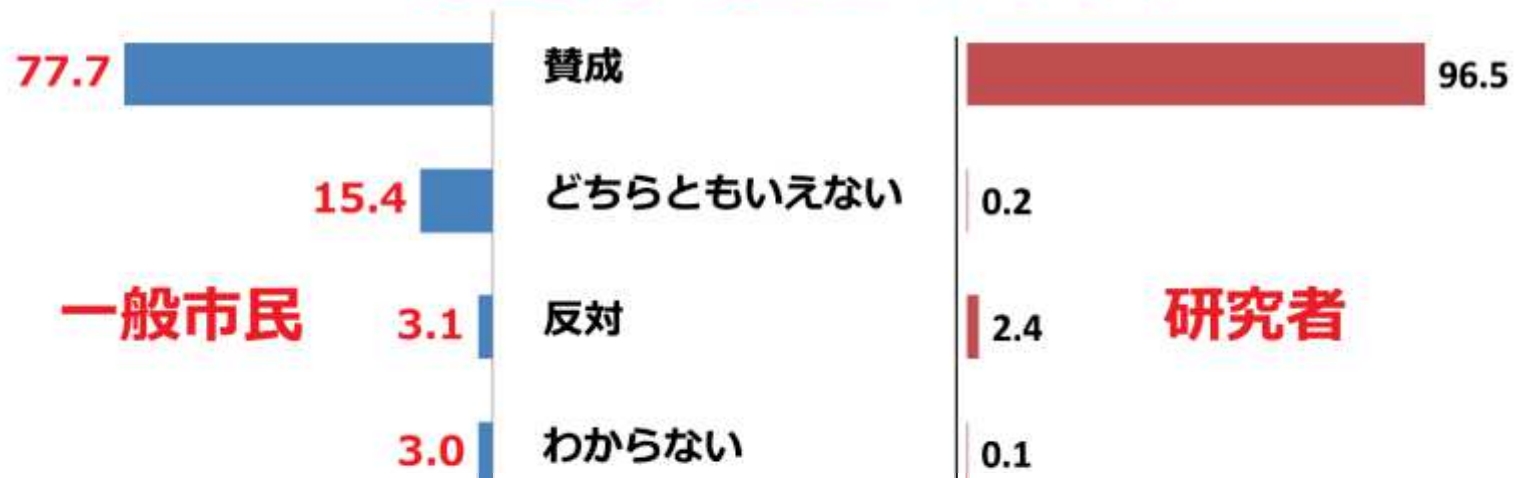 77.7 賛成 96.5
15.4 どちらともいえない 0.2
一般市民 3.1 反対 2.4 研究者
3.0 わからない 0.1